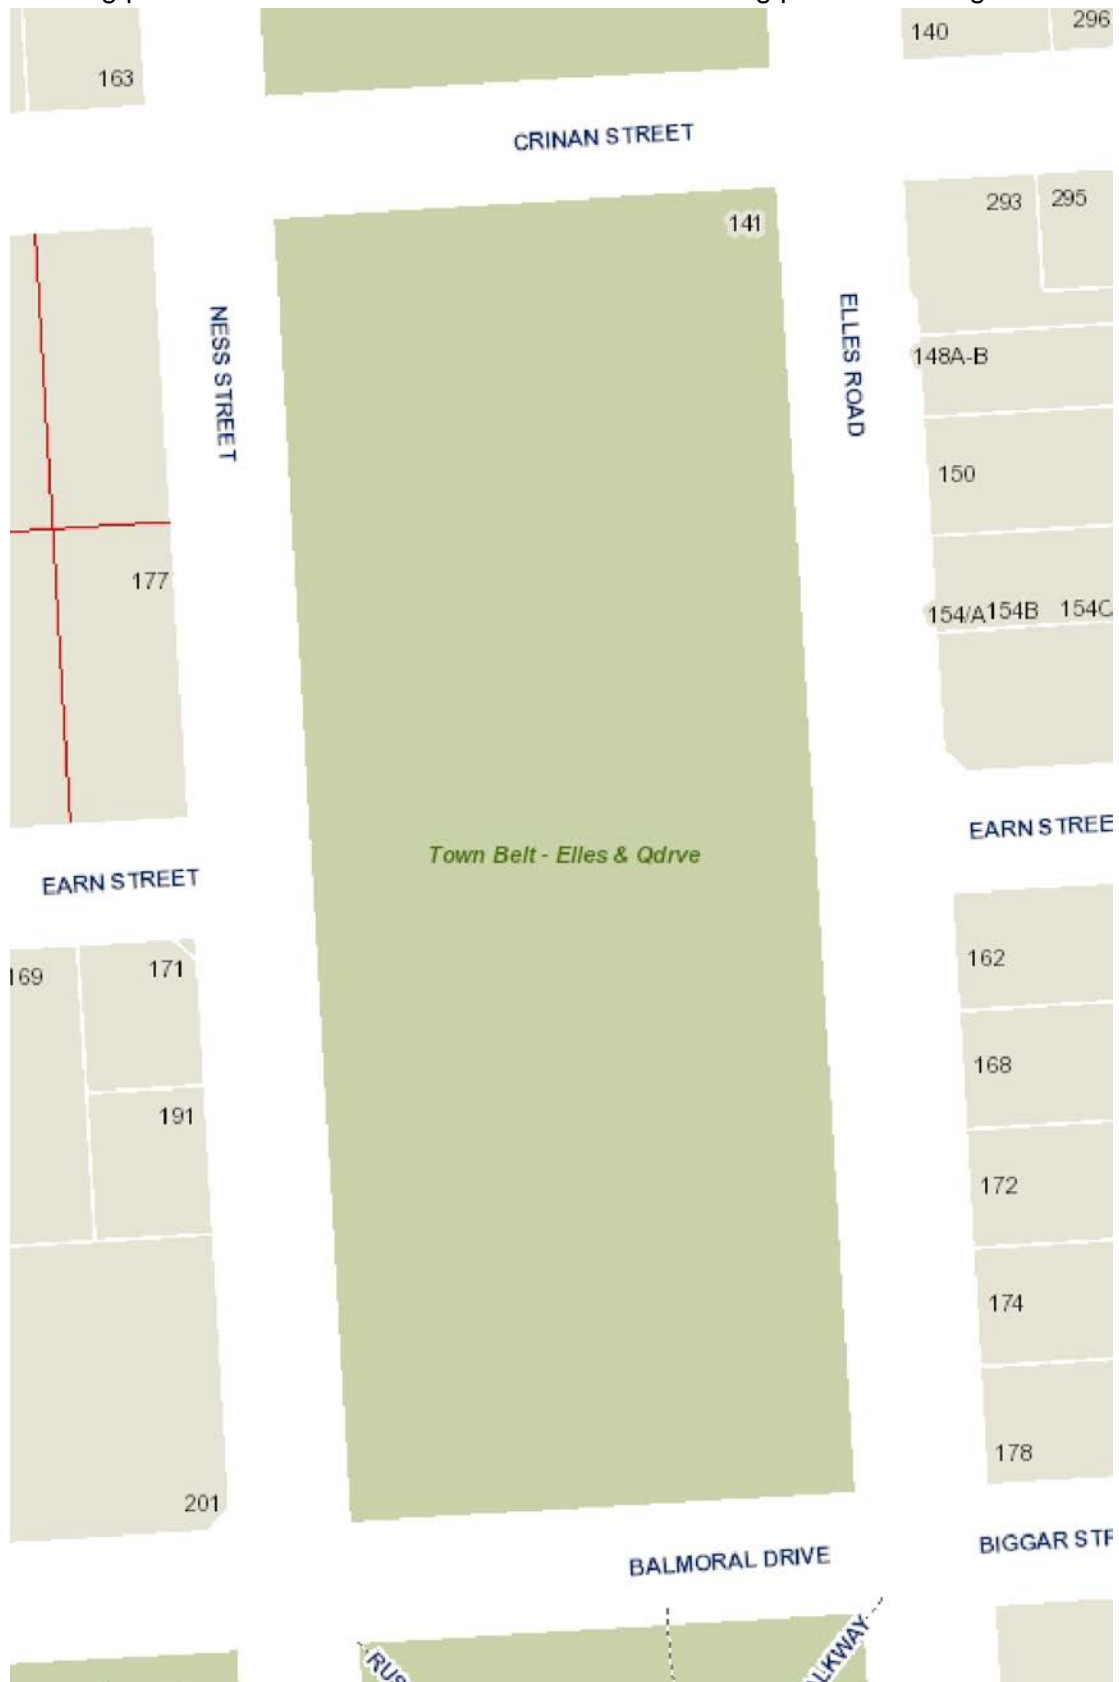 140
296
163
CRINAN STREET
141
293
295
NESS STREET
ELLES ROAD
148A-B
150
177
154/A
154B
154C
Town Belt - Elles & Qdrve
EARN STREE
EARN STREET
162
169
171
168
191
172
174
178
201
BIGGAR STR
BALMORAL DRIVE
RUS
LKWAY